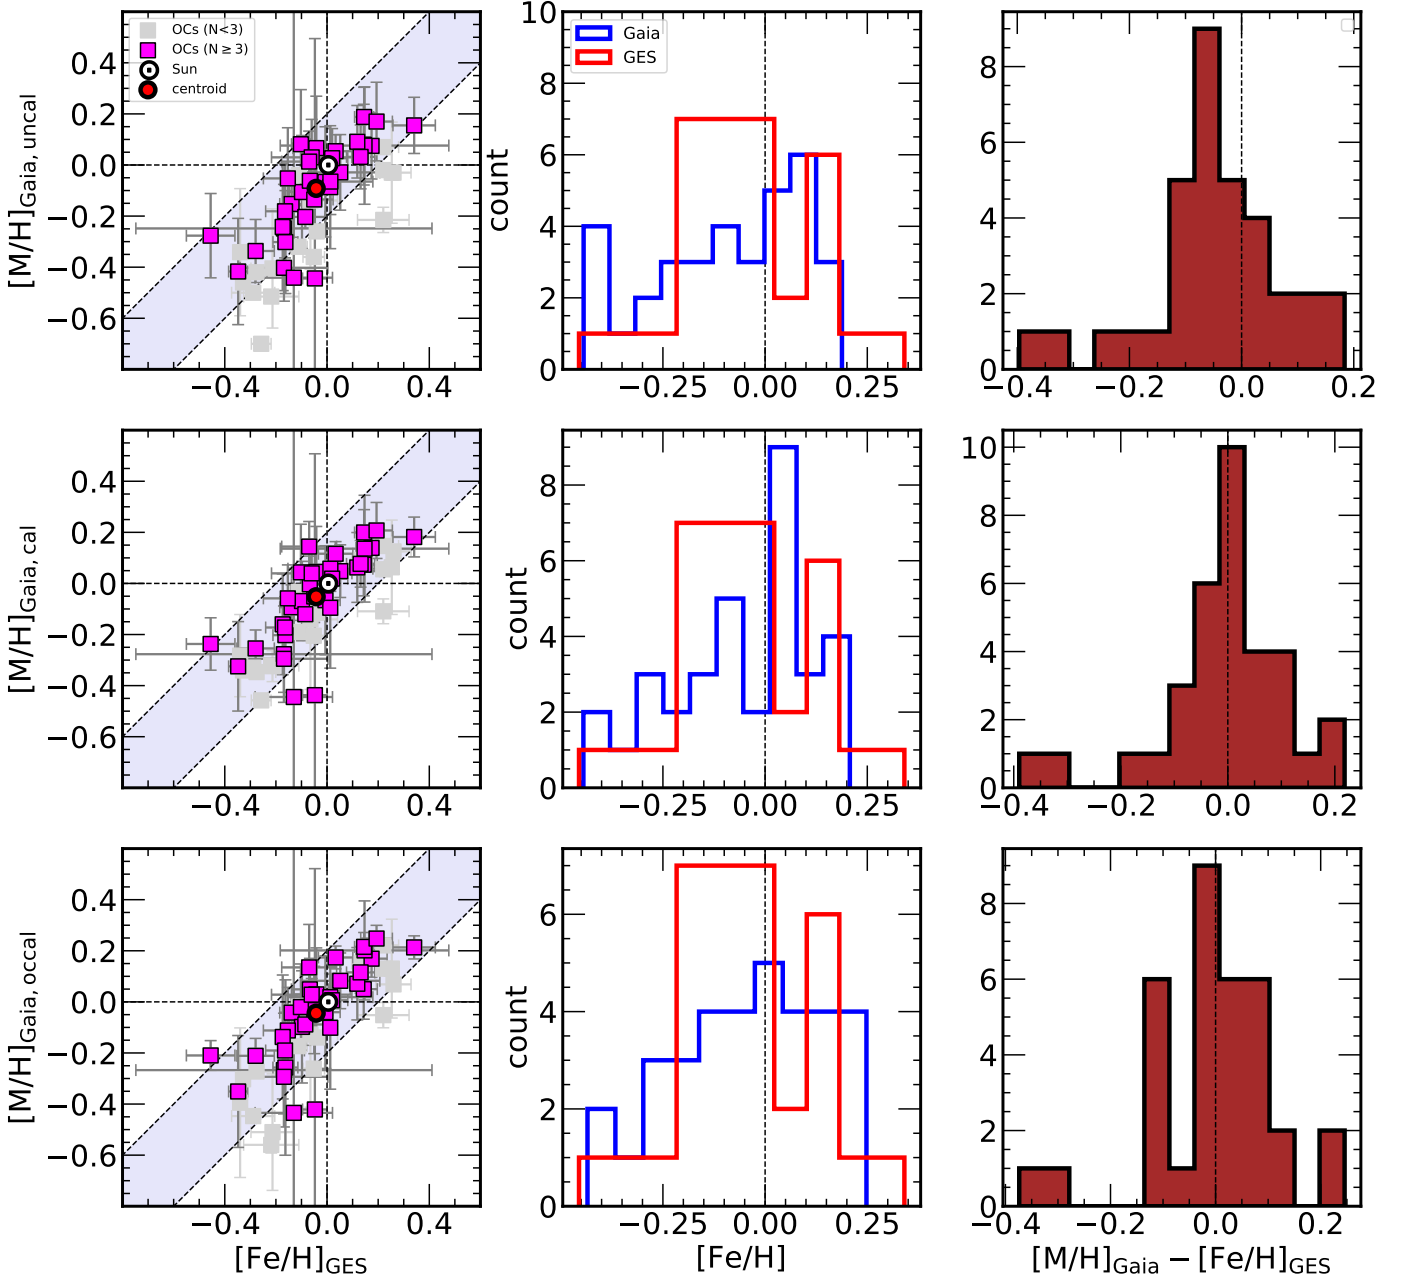 OCs (N<3)
OCs (N ≥ 3)
Sun
centroid
0.4
0.2
0.0
−0.2
−0.4
−0.6
[M/H]Gaia, uncal
−0.4 0.0 0.4
Gaia
GES
10
8
6
4
2
0
count
−0.25 0.00 0.25
8
6
4
2
0
−0.4 −0.2 0.0 0.2
0.4
0.2
0.0
−0.2
−0.4
−0.6
[M/H]Gaia, cal
−0.4 0.0 0.4
8
6
4
2
0
count
−0.25 0.00 0.25
10
8
6
4
2
0
−0.4 −0.2 0.0 0.2
0.4
0.2
0.0
−0.2
−0.4
−0.6
[M/H]Gaia, occal
−0.4 0.0 0.4
[Fe/H]GES
6
4
2
0
count
−0.25 0.00 0.25
[Fe/H]
8
6
4
2
0
−0.4 −0.2 0.0 0.2
[M/H]Gaia − [Fe/H]GES